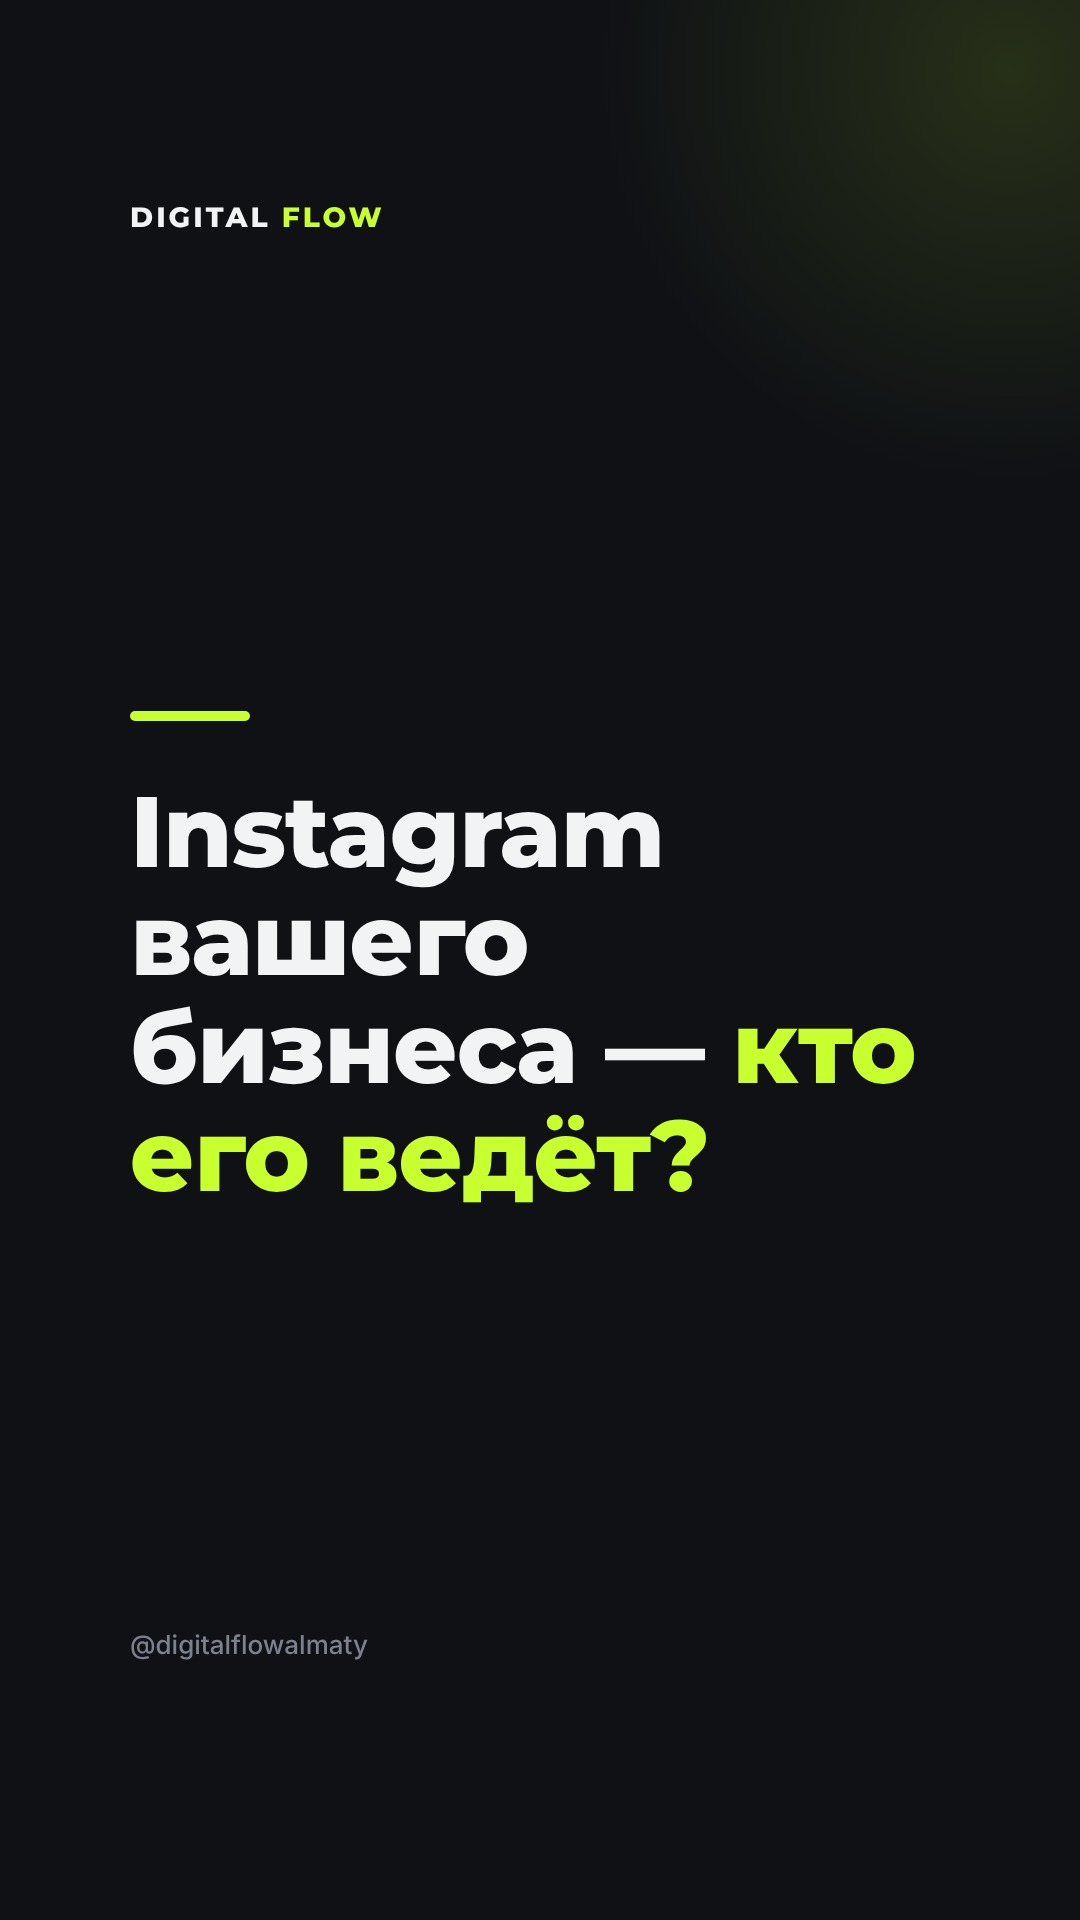 DIGITAL FLOW
Instagram
вашего
бизнеса — кто
его ведёт?
@digitalflowalmaty